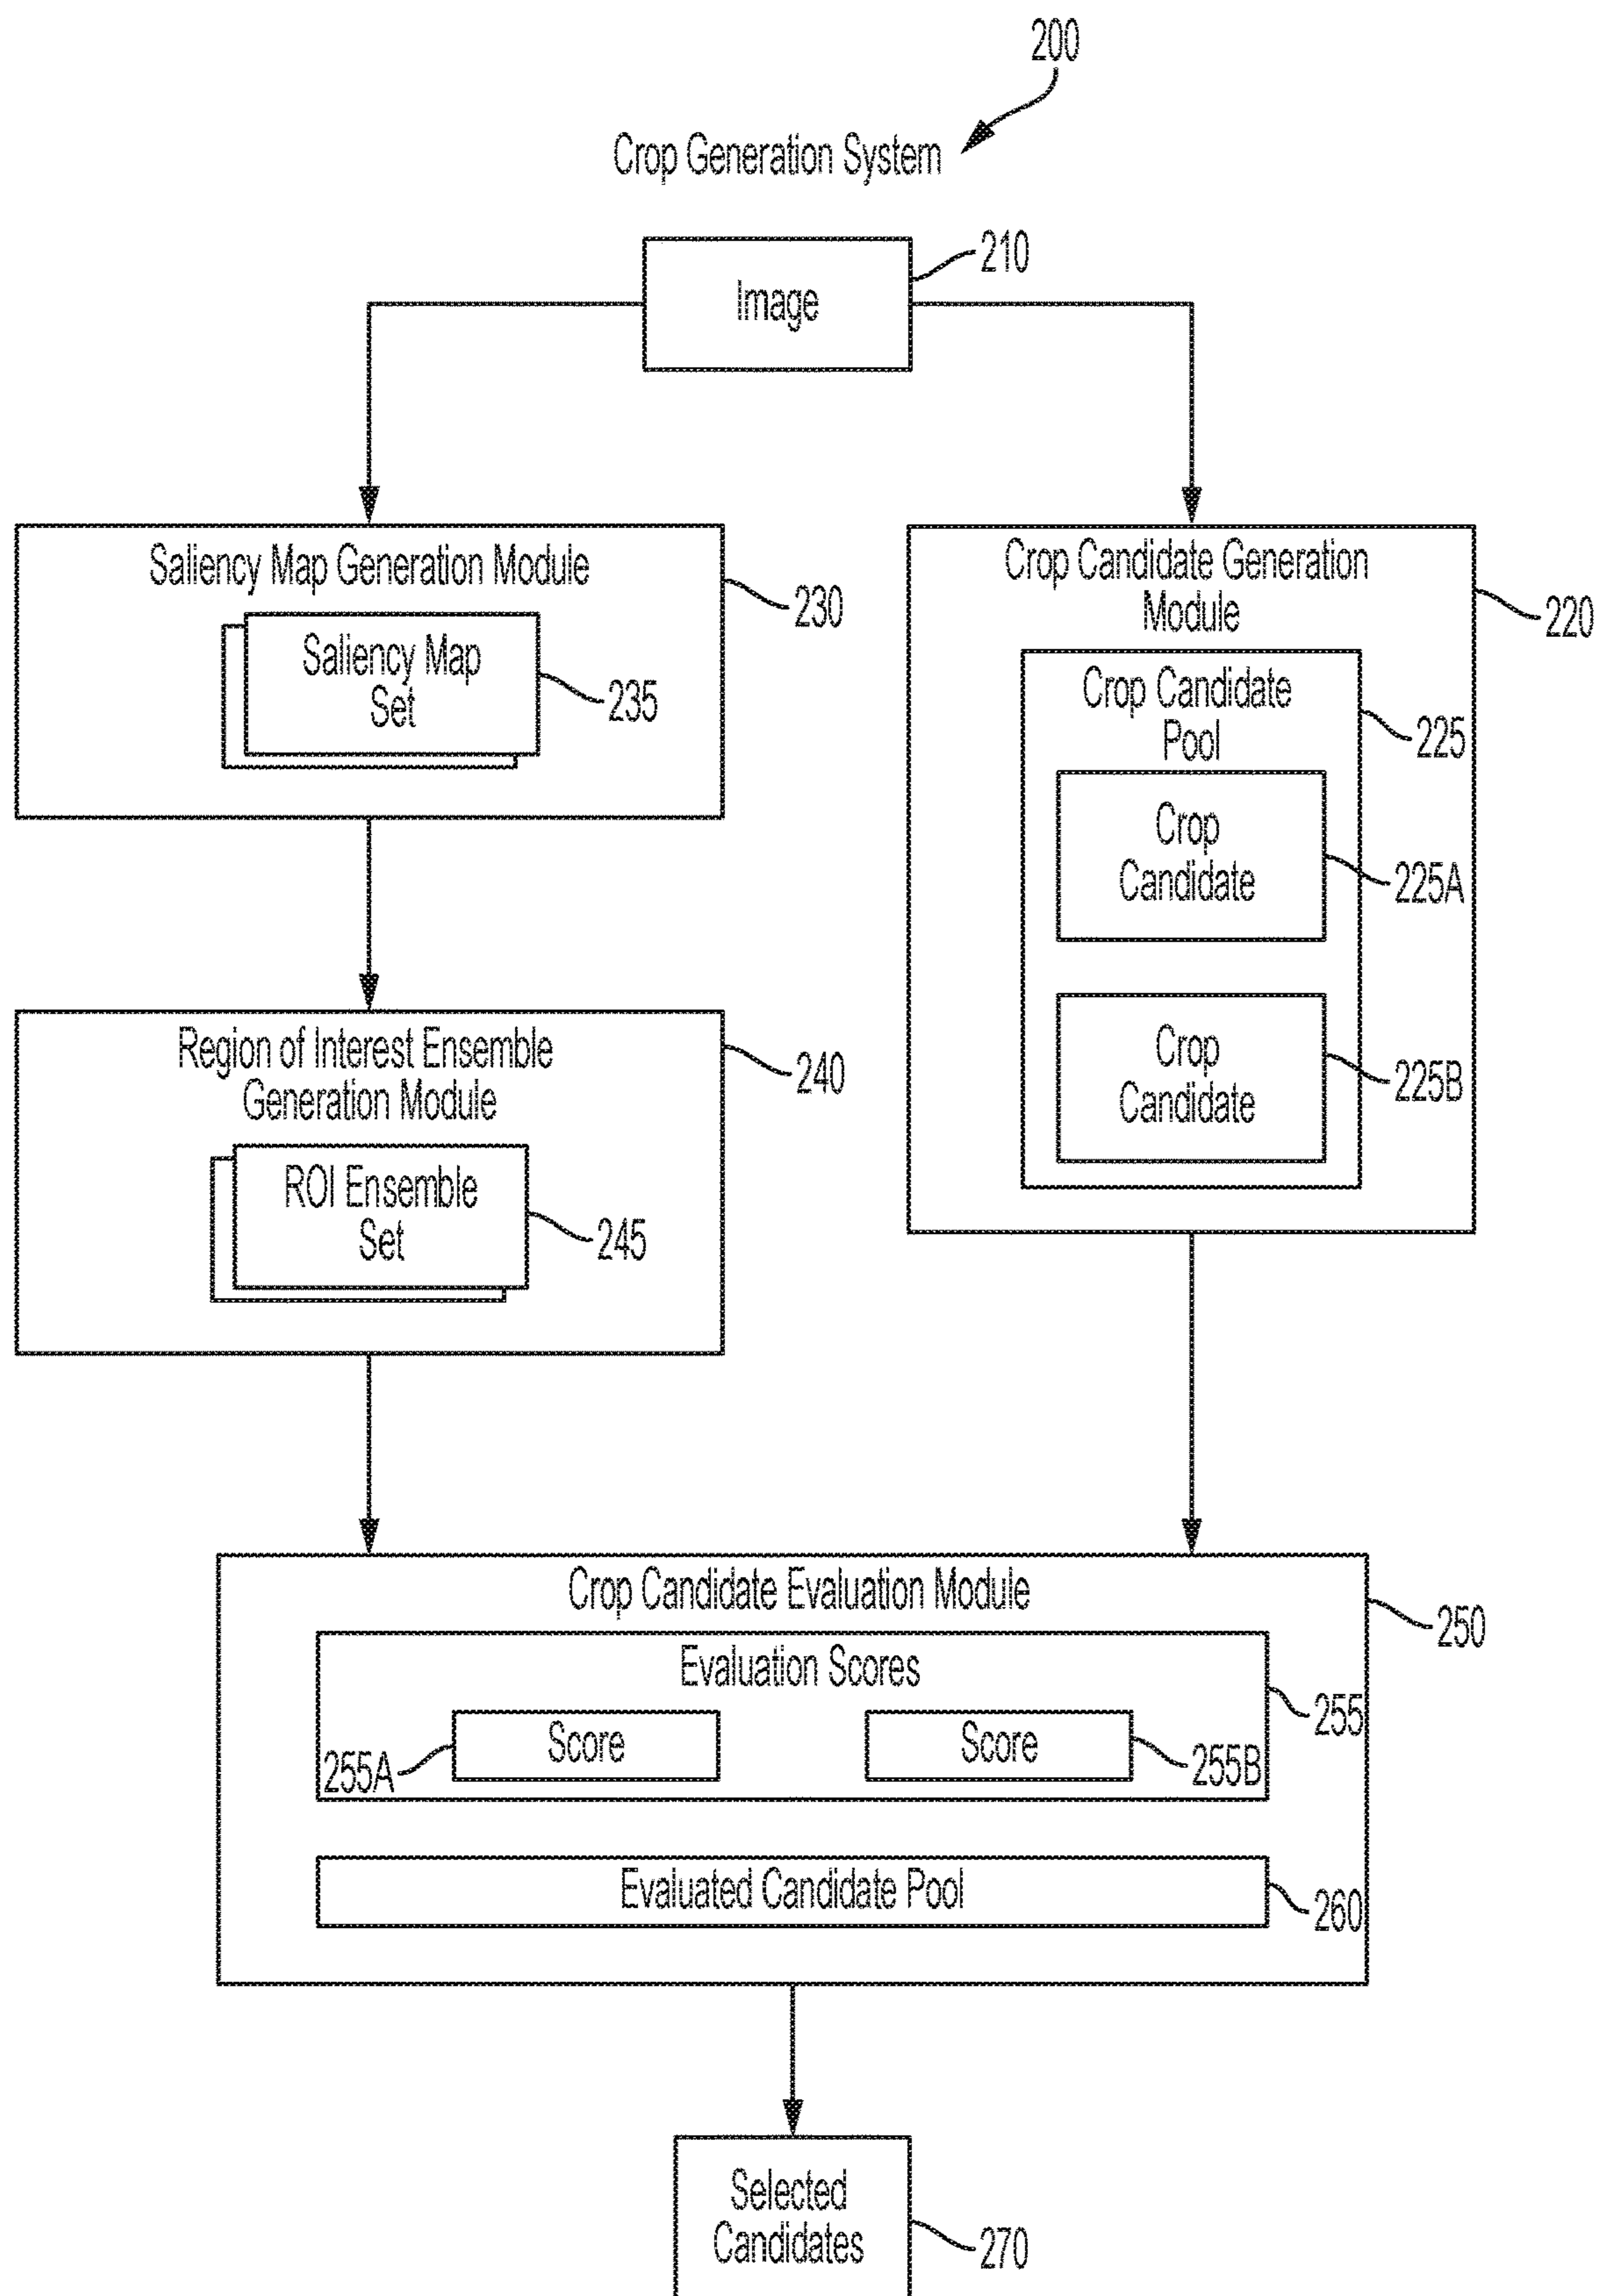 200
Crop Generation System
210
Image
Saliency Map Generation Module
230
Saliency Map
Set
235
Crop Candidate Generation
Module
220
Crop Candidate
Pool
225
Crop
Candidate
225A
Crop
Candidate
225B
Region of Interest Ensemble
Generation Module
240
ROI Ensemble
Set
245
Crop Candidate Evaluation Module
250
Evaluation Scores
255
Score
255A
Score
255B
Evaluated Candidate Pool
260
Selected
Candidates
270